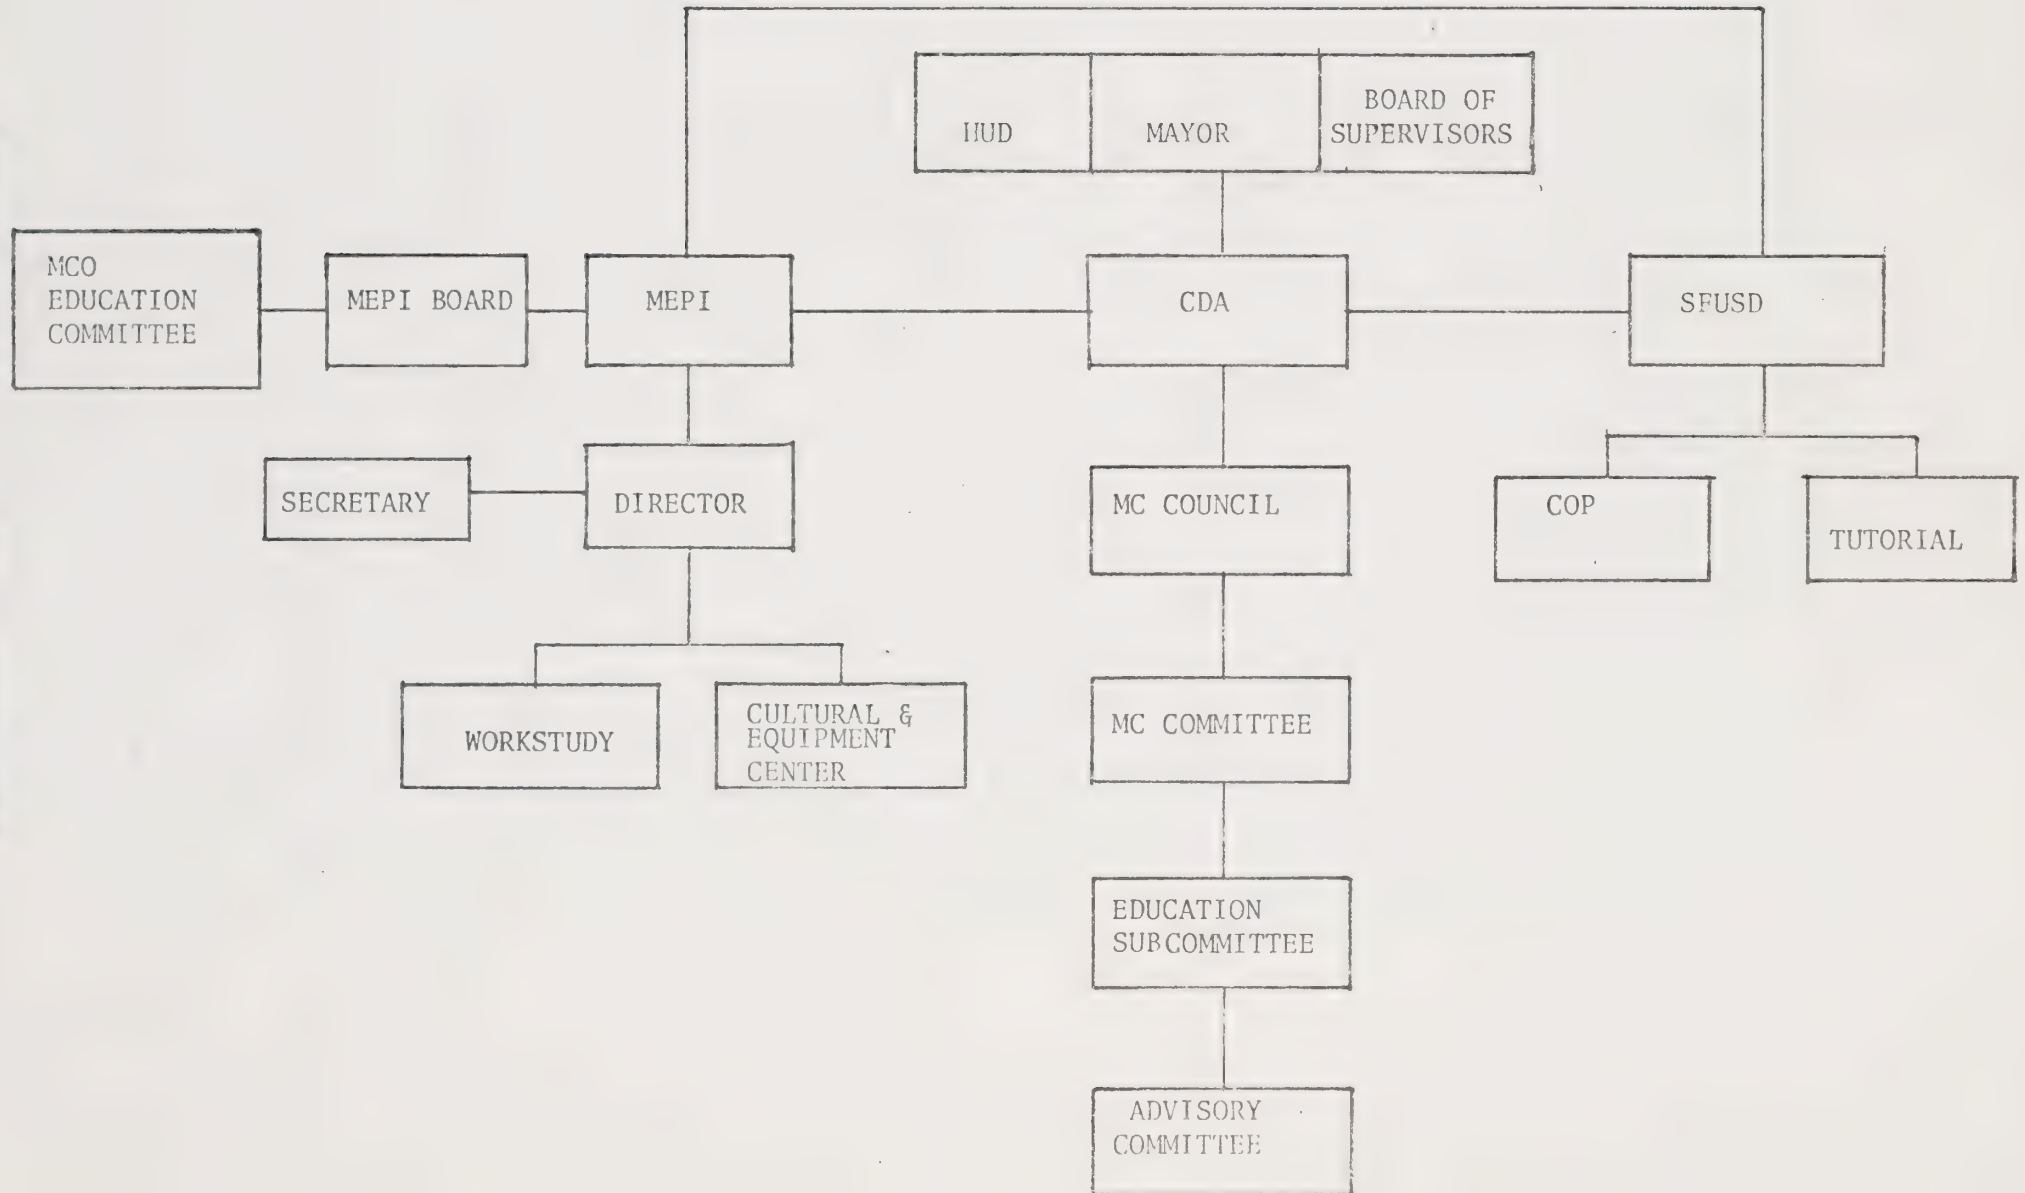 HUD
MAYOR
BOARD OF
SUPERVISORS
MCO
EDUCATION
COMMITTEE
MEPI BOARD
MEPI
CDA
SFUSD
SECRETARY
DIRECTOR
MC COUNCIL
COP
TUTORIAL
WORKSTUDY
CULTURAL &
EQUIPMENT
CENTER
MC COMMITTEE
EDUCATION
SUBCOMMITTEE
ADVISORY
COMMITTEE